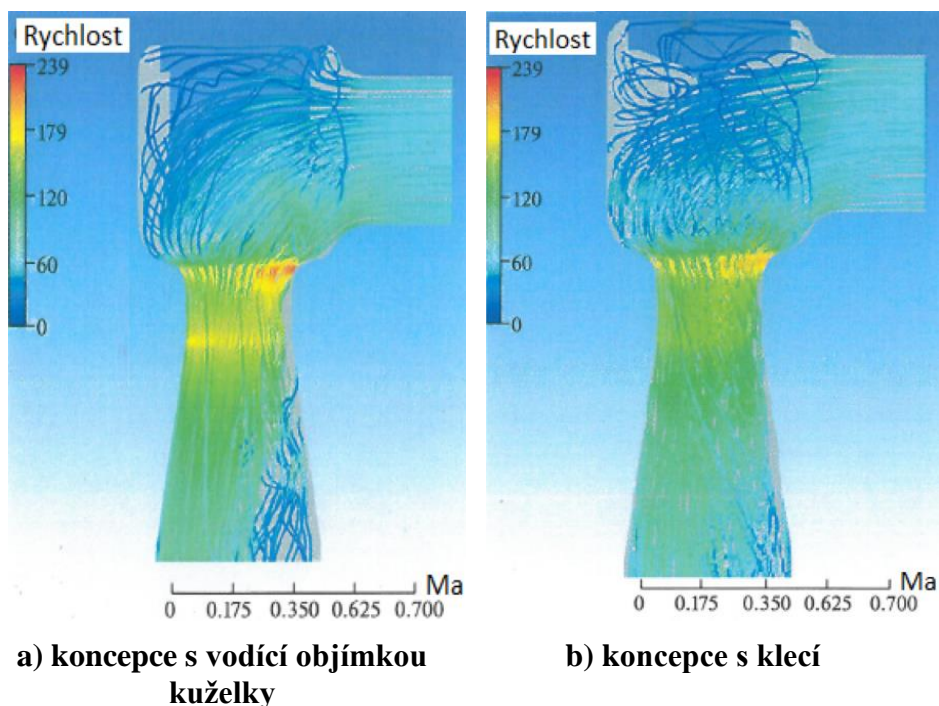 Rychlost
239
179
120
60
0
Ma
0 0.175 0.350 0.625 0.700
a) koncepce s vodící objímkou
kuželky
Rychlost
239
179
120
60
0
Ma
0 0.175 0.350 0.625 0.700
b) koncepce s klecí